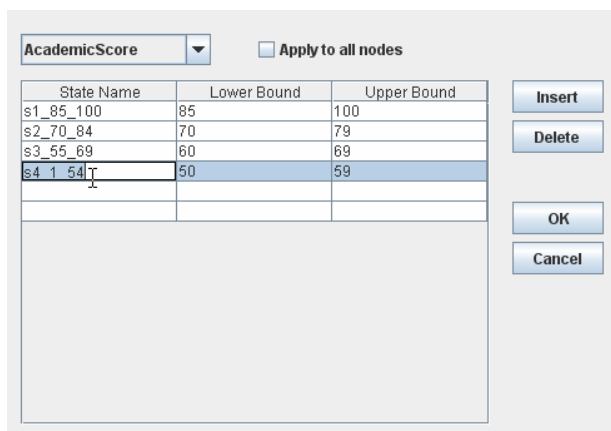 AcademicScore Apply to all nodes
State Name Lower Bound Upper Bound
s1_85_100 85 100
s2_70_84 70 79
s3_55_69 60 69
s4_1_54 50 59
Insert
Delete
OK
Cancel